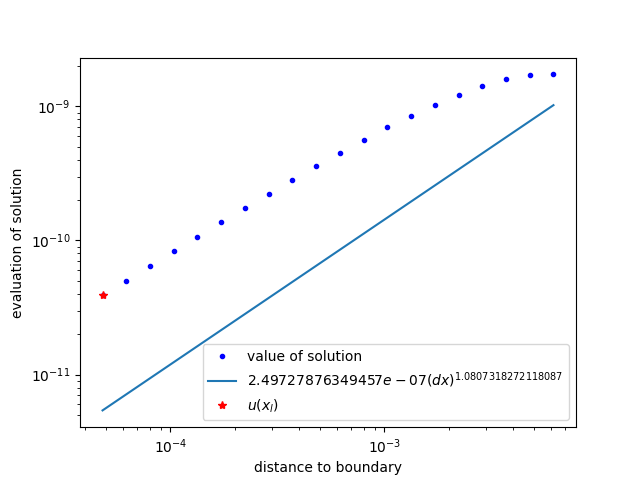 evaluation of solution
10⁻⁹
10⁻¹⁰
10⁻¹¹
value of solution
2.49727876349457e − 07(dx)^1.0807318272118087
u(x_l)
10⁻⁴
10⁻³
distance to boundary